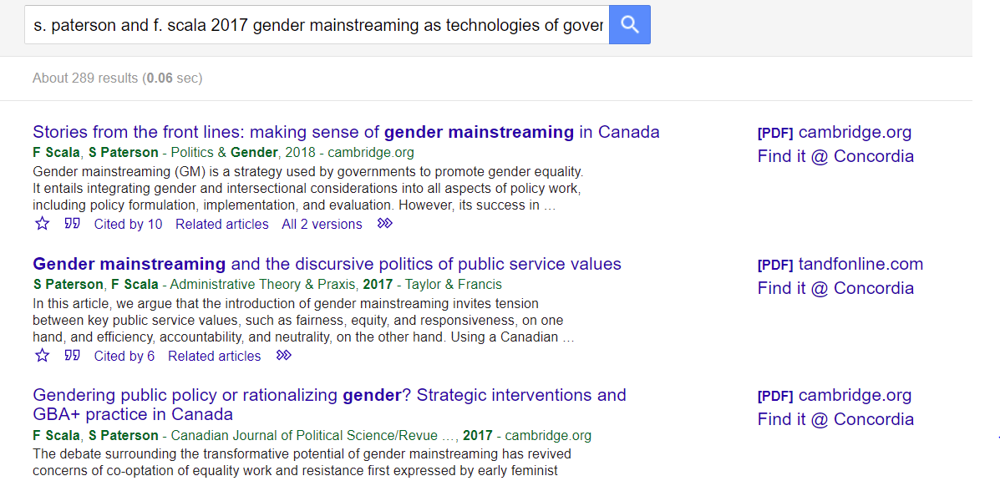 s. paterson and f. scala 2017 gender mainstreaming as technologies of gover
About 289 results (0.06 sec)
Stories from the front lines: making sense of gender mainstreaming in Canada
F Scala, S Paterson - Politics & Gender, 2018 - cambridge.org
Gender mainstreaming (GM) is a strategy used by governments to promote gender equality.
It entails integrating gender and intersectional considerations into all aspects of policy work,
including policy formulation, implementation, and evaluation. However, its success in …
Cited by 10 Related articles All 2 versions
[PDF] cambridge.org
Find it @ Concordia
Gender mainstreaming and the discursive politics of public service values
S Paterson, F Scala - Administrative Theory & Praxis, 2017 - Taylor & Francis
In this article, we argue that the introduction of gender mainstreaming invites tension
between key public service values, such as fairness, equity, and responsiveness, on one
hand, and efficiency, accountability, and neutrality, on the other hand. Using a Canadian …
Cited by 6 Related articles
[PDF] tandfonline.com
Find it @ Concordia
Gendering public policy or rationalizing gender? Strategic interventions and
GBA+ practice in Canada
F Scala, S Paterson - Canadian Journal of Political Science/Revue …, 2017 - cambridge.org
The debate surrounding the transformative potential of gender mainstreaming has revived
concerns of co-optation of equality work and resistance first expressed by early feminist
[PDF] cambridge.org
Find it @ Concordia